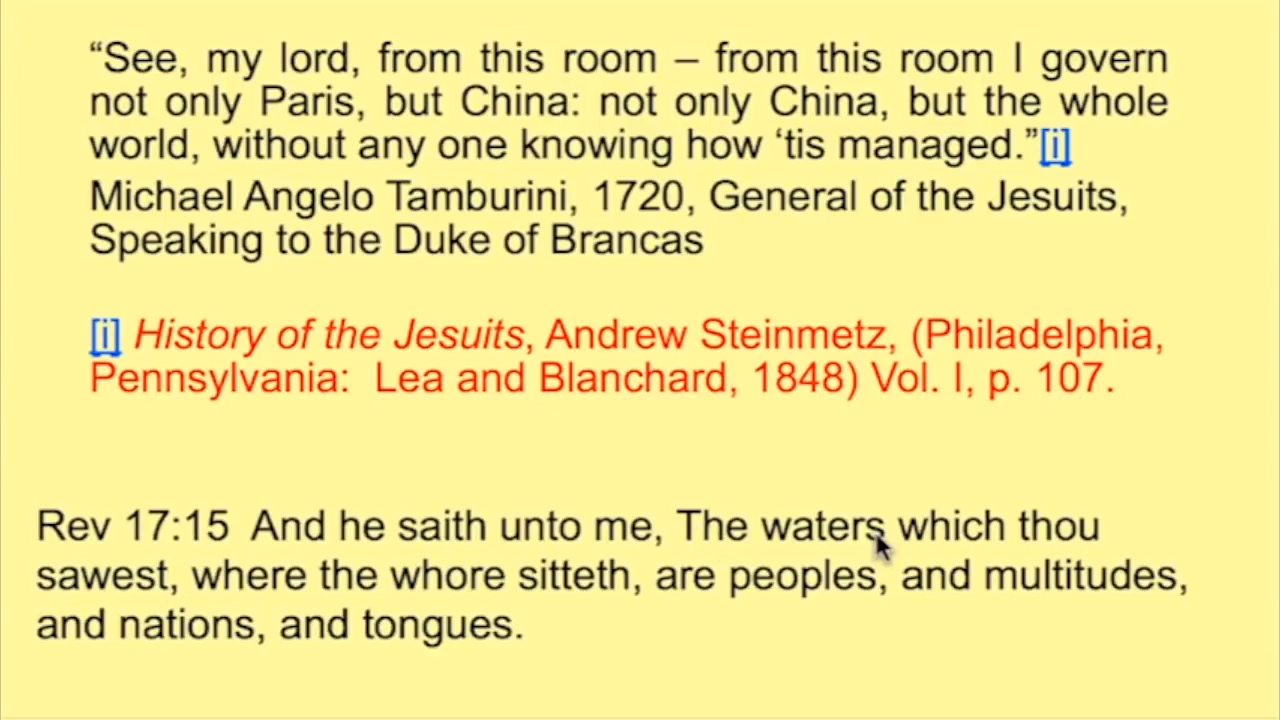 “See, my lord, from this room – from this room I govern
not only Paris, but China: not only China, but the whole
world, without any one knowing how ‘tis managed.”[i]
Michael Angelo Tamburini, 1720, General of the Jesuits,
Speaking to the Duke of Brancas
[i] History of the Jesuits, Andrew Steinmetz, (Philadelphia,
Pennsylvania:  Lea and Blanchard, 1848) Vol. I, p. 107.
Rev 17:15  And he saith unto me, The waters which thou
sawest, where the whore sitteth, are peoples, and multitudes,
and nations, and tongues.